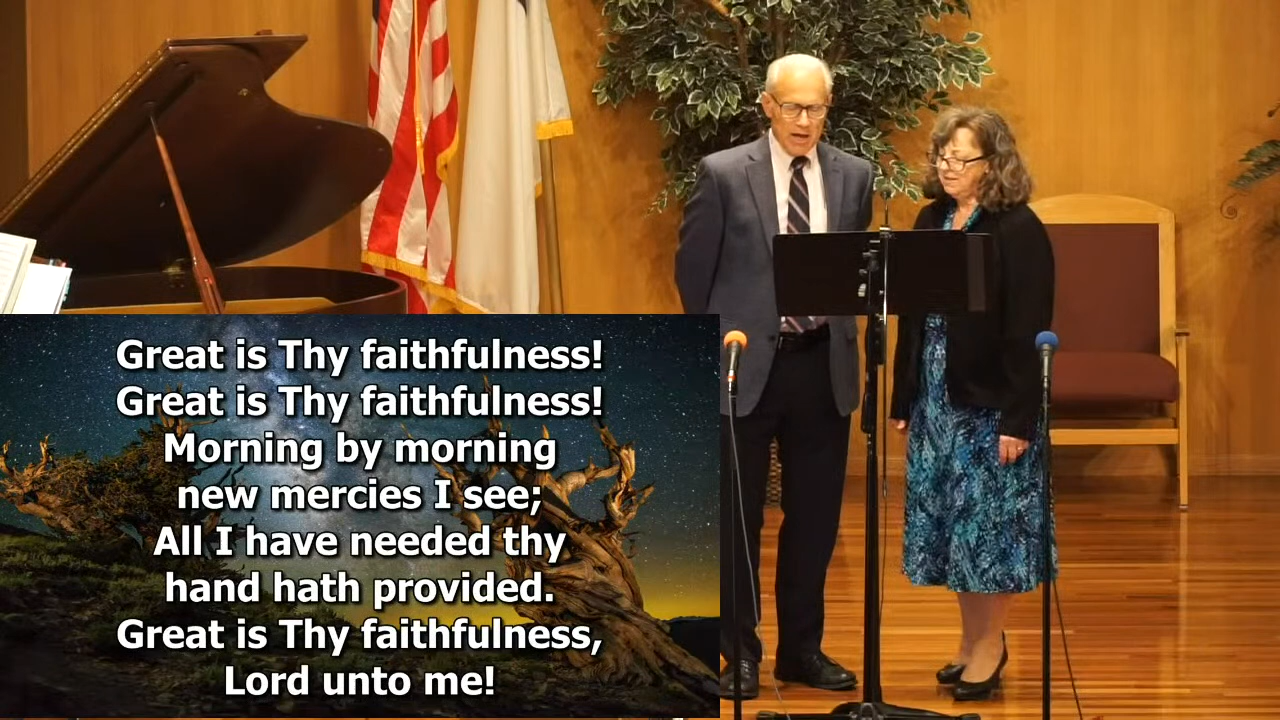 Great is Thy faithfulness!
Great is Thy faithfulness!
Morning by morning
new mercies I see;
All I have needed thy
hand hath provided.
Great is Thy faithfulness,
Lord unto me!